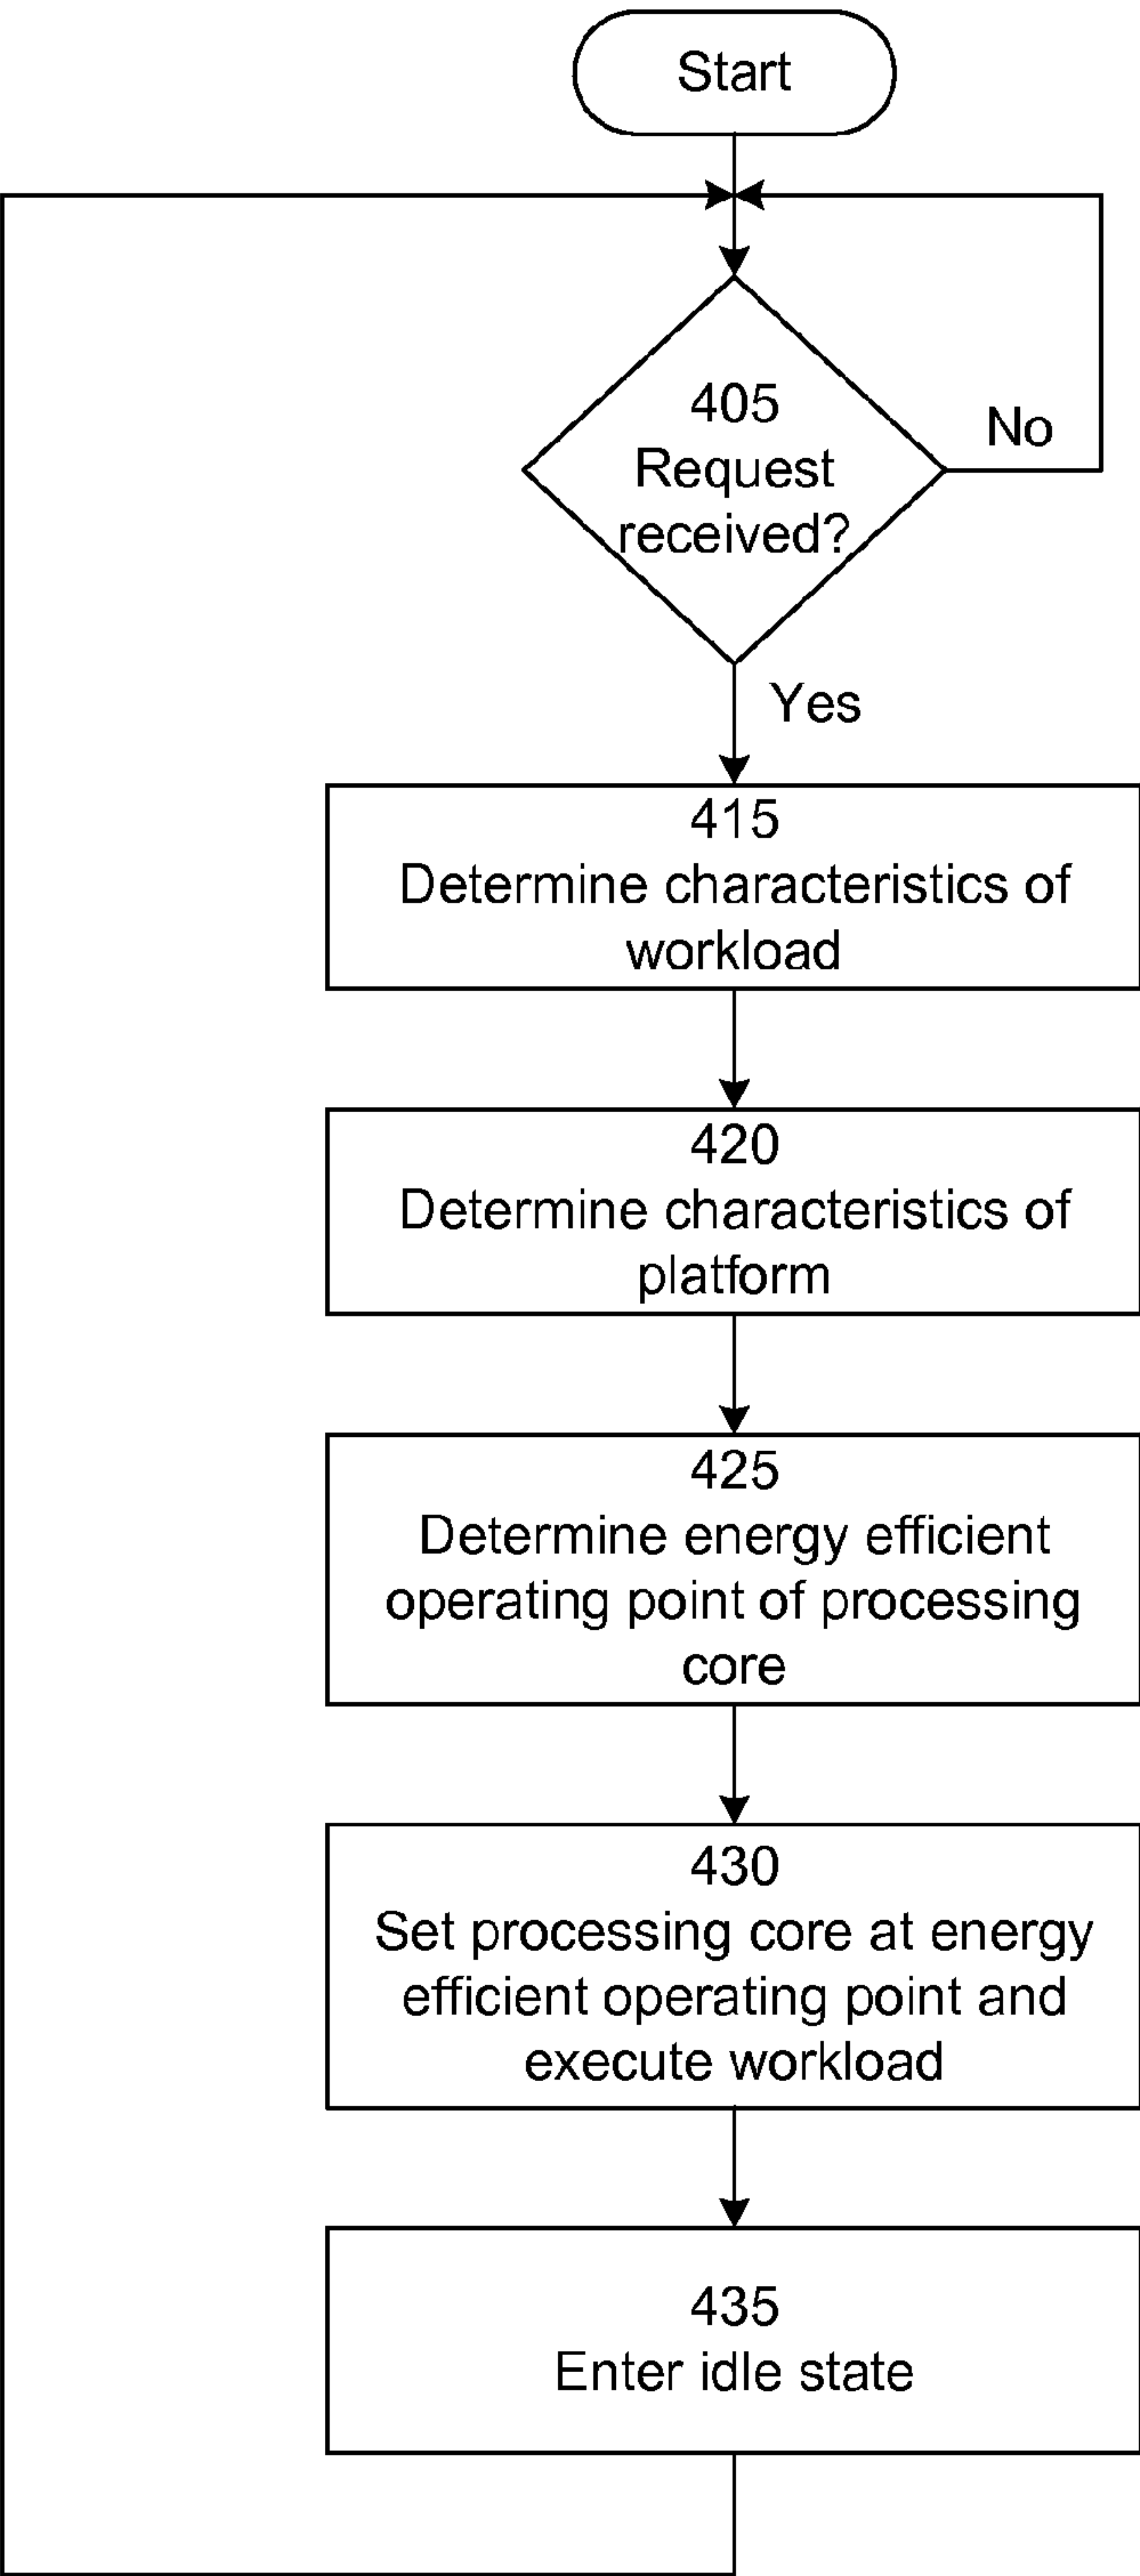 Start
405
Request
received?
No
Yes
415
Determine characteristics of
workload
420
Determine characteristics of
platform
425
Determine energy efficient
operating point of processing
core
430
Set processing core at energy
efficient operating point and
execute workload
435
Enter idle state